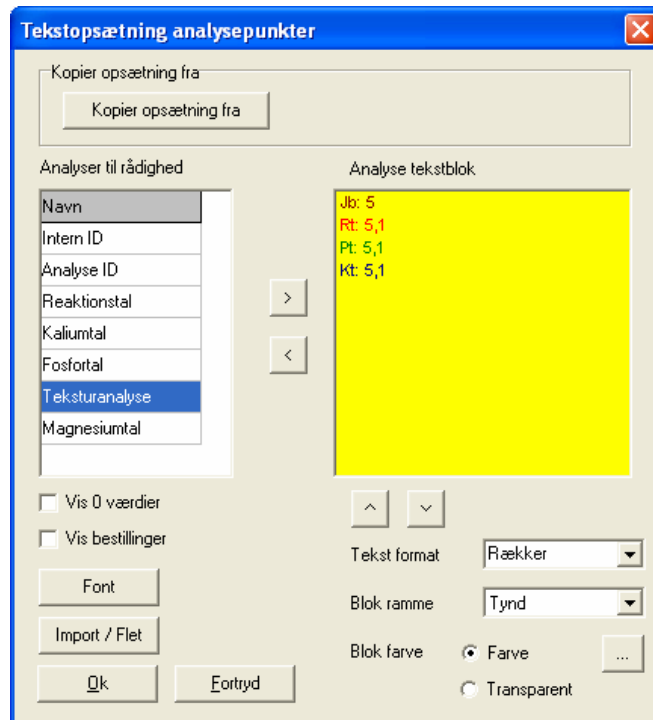 Tekstopsætning analysepunkter
Kopier opsætning fra
Kopier opsætning fra
Analyser til rådighed
Navn
Intern ID
Analyse ID
Reaktionstal
Kaliumtal
Fosfortal
Teksturanalyse
Magnesiumtal
>
<
Analyse tekstblok
Jb: 5
Rt: 5,1
Pt: 5,1
Kt: 5,1
Vis 0 værdier
Vis bestillinger
Font
Import / Flet
Ok
Fortryd
Tekst format
Rækker
Blok ramme
Tynd
Blok farve
Farve
...
Transparent